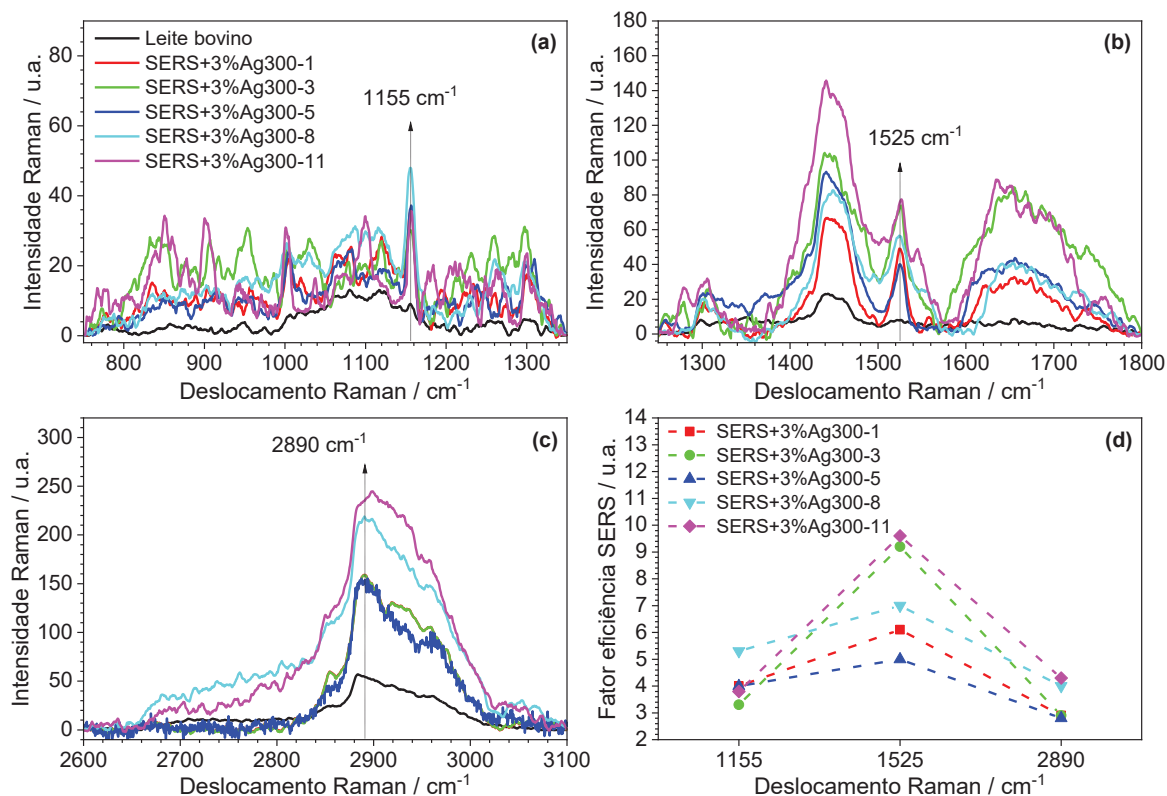 (a)
Leite bovino
SERS+3%Ag300-1
SERS+3%Ag300-3
SERS+3%Ag300-5
SERS+3%Ag300-8
SERS+3%Ag300-11
1155 cm⁻¹
Intensidade Raman / u.a.
80
60
40
20
0
800 900 1000 1100 1200 1300
Deslocamento Raman / cm⁻¹
(b)
1525 cm⁻¹
Intensidade Raman / u.a.
180
160
140
120
100
80
60
40
20
0
1300 1400 1500 1600 1700 1800
Deslocamento Raman / cm⁻¹
(c)
2890 cm⁻¹
Intensidade Raman / u.a.
300
250
200
150
100
50
0
2600 2700 2800 2900 3000 3100
Deslocamento Raman / cm⁻¹
(d)
SERS+3%Ag300-1
SERS+3%Ag300-3
SERS+3%Ag300-5
SERS+3%Ag300-8
SERS+3%Ag300-11
Fator eficiência SERS / u.a.
14
13
12
11
10
9
8
7
6
5
4
3
2
1155 1525 2890
Deslocamento Raman / cm⁻¹